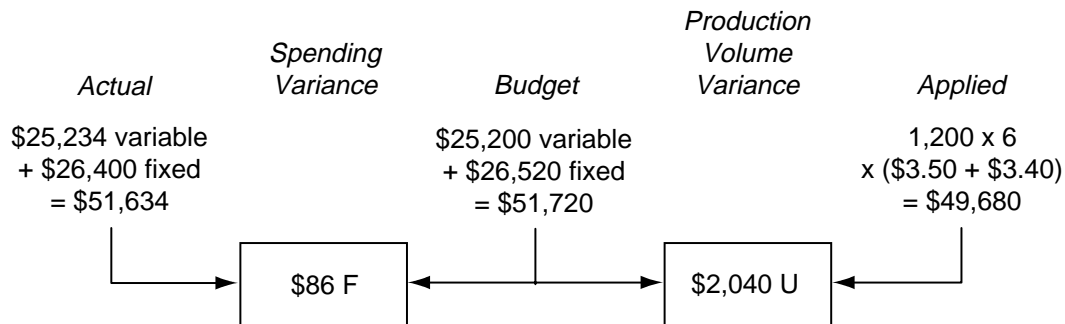 Actual
Spending
Variance
Budget
Production
Volume
Variance
Applied
$25,234 variable
+ $26,400 fixed
= $51,634
$25,200 variable
+ $26,520 fixed
= $51,720
1,200 x 6
x ($3.50 + $3.40)
= $49,680
$86 F
$2,040 U